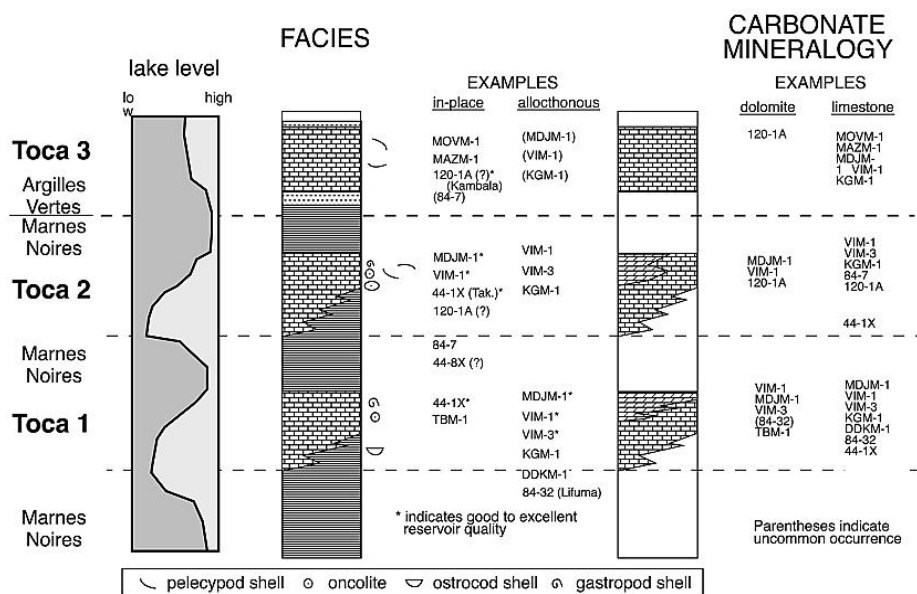 FACIES
CARBONATE
MINERALOGY
lake level
lo
w
high
EXAMPLES
in-place allocthonous
EXAMPLES
dolomite limestone
Toca 3
Argilles
Vertes
Marnes
Noires
Toca 2
Marnes
Noires
Toca 1
Marnes
Noires
MOVM-1
MAZM-1
120-1A (?)*
(Kambala)
(84-7)
(MDJM-1)
(VIM-1)
(KGM-1)
120-1A
MOVM-1
MAZM-1
MDJM-
1 VIM-1
KGM-1
MDJM-1*
VIM-1*
44-1X (Tak.)*
120-1A (?)
VIM-1
VIM-3
KGM-1
MDJM-1
VIM-1
120-1A
VIM-1
VIM-3
KGM-1
84-7
120-1A
44-1X
84-7
44-8X (?)
44-1X*
TBM-1
MDJM-1*
VIM-1*
VIM-3*
KGM-1
DDKM-1
84-32 (Lifuma)
VIM-1
MDJM-1
VIM-3
(84-32)
TBM-1
MDJM-1
VIM-1
VIM-3
KGM-1
DDKM-1
84-32
44-1X
* indicates good to excellent
reservoir quality
Parentheses indicate
uncommon occurrence
pelecypod shell oncolite ostrocod shell gastropod shell